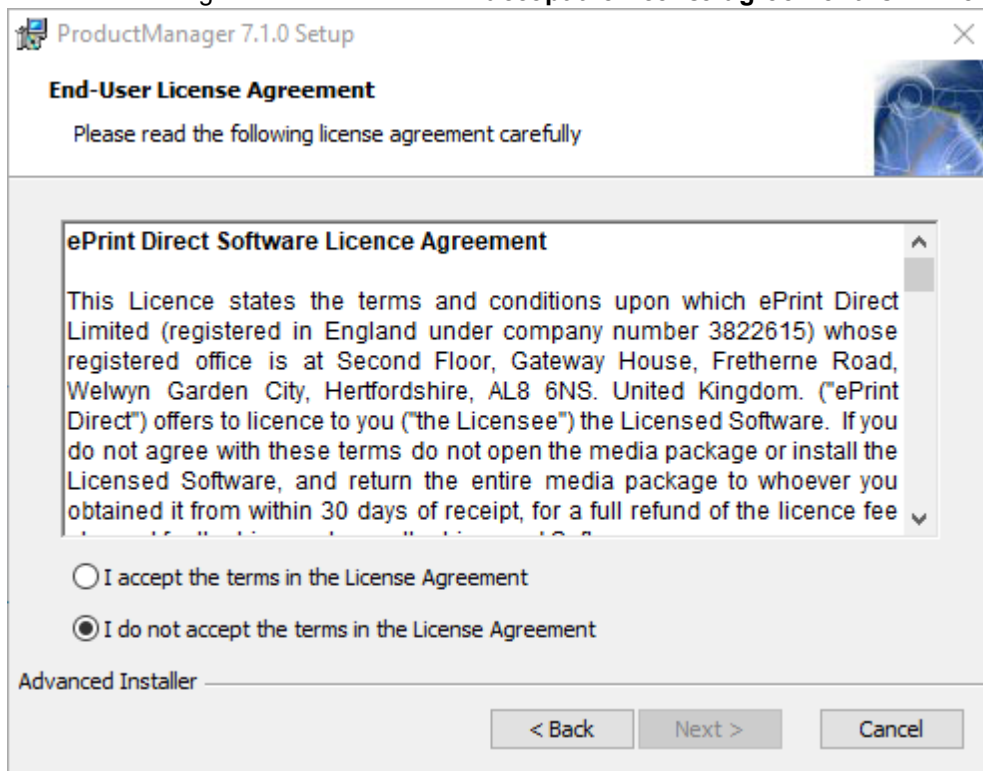 ProductManager 7.1.0 Setup
End-User License Agreement
Please read the following license agreement carefully
ePrint Direct Software Licence Agreement
This Licence states the terms and conditions upon which ePrint Direct
Limited (registered in England under company number 3822615) whose
registered office is at Second Floor, Gateway House, Fretherne Road,
Welwyn Garden City, Hertfordshire, AL8 6NS. United Kingdom. ("ePrint
Direct") offers to licence to you ("the Licensee") the Licensed Software. If you
do not agree with these terms do not open the media package or install the
Licensed Software, and return the entire media package to whoever you
obtained it from within 30 days of receipt, for a full refund of the licence fee
I accept the terms in the License Agreement
I do not accept the terms in the License Agreement
Advanced Installer
< Back Next > Cancel